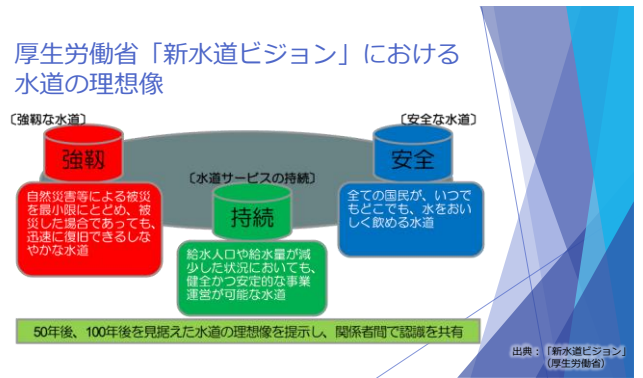 厚生労働省「新水道ビジョン」における
水道の理想像
〔強靱な水道〕
強靱
自然災害等による被災
を最小限にとどめ、被
災した場合であっても、
迅速に復旧できるしな
やかな水道
〔水道サービスの持続〕
持続
給水人口や給水量が減
少した状況においても、
健全かつ安定的な事業
運営が可能な水道
〔安全な水道〕
安全
全ての国民が、いつで
もどこでも、水をおい
しく飲める水道
50年後、100年後を見据えた水道の理想像を提示し、関係者間で認識を共有
出典：「新水道ビジョン」
（厚生労働省）